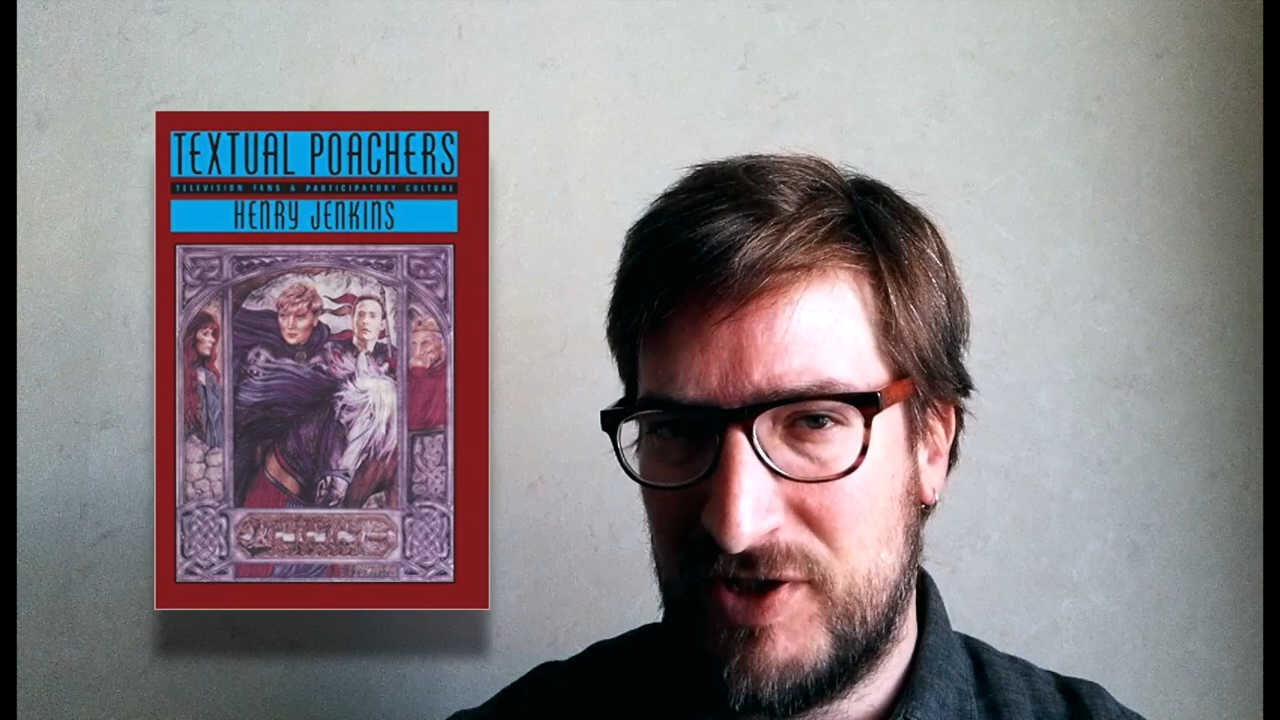 TEXTUAL POACHERS
TELEVISION FANS & PARTICIPATORY CULTURE
HENRY JENKINS